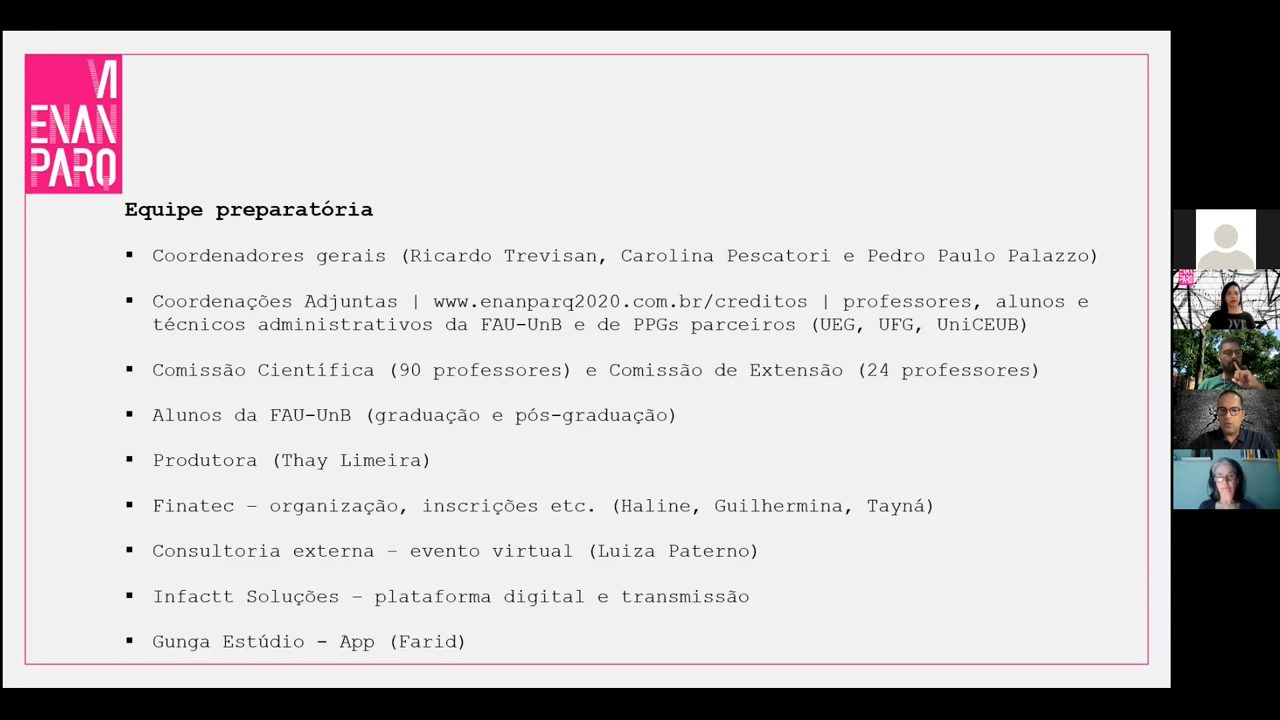 VI
ENAN
PARQ
Equipe preparatória
▪ Coordenadores gerais (Ricardo Trevisan, Carolina Pescatori e Pedro Paulo Palazzo)
▪ Coordenações Adjuntas | www.enanparq2020.com.br/creditos | professores, alunos e
técnicos administrativos da FAU-UnB e de PPGs parceiros (UEG, UFG, UniCEUB)
▪ Comissão Científica (90 professores) e Comissão de Extensão (24 professores)
▪ Alunos da FAU-UnB (graduação e pós-graduação)
▪ Produtora (Thay Limeira)
▪ Finatec – organização, inscrições etc. (Haline, Guilhermina, Tayná)
▪ Consultoria externa – evento virtual (Luiza Paterno)
▪ Infactt Soluções – plataforma digital e transmissão
▪ Gunga Estúdio - App (Farid)